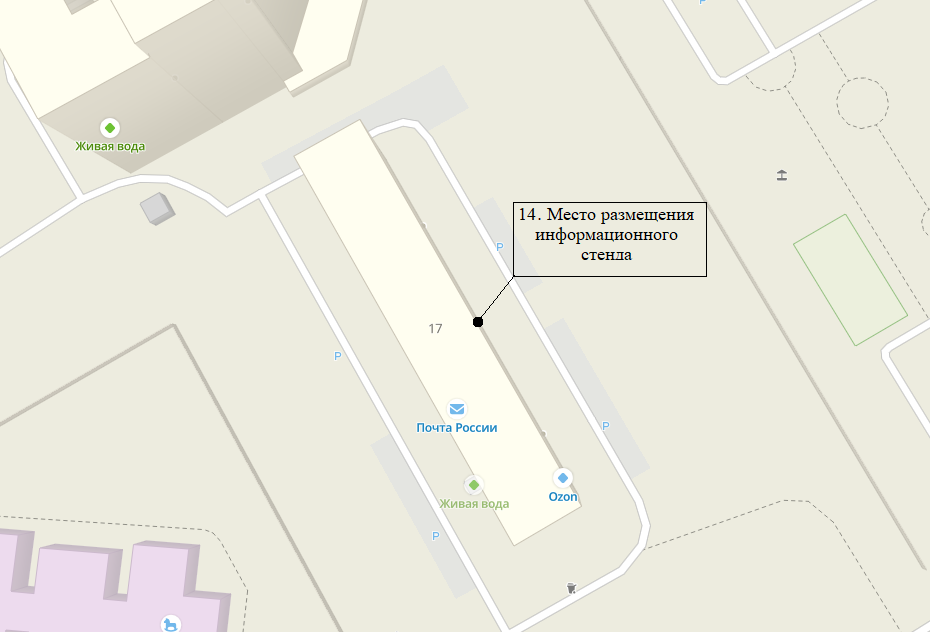 Р
Живая вода
14. Место размещения
информационного
стенда
Р
17
Р
Почта России
Р
Живая вода
Ozon
Р